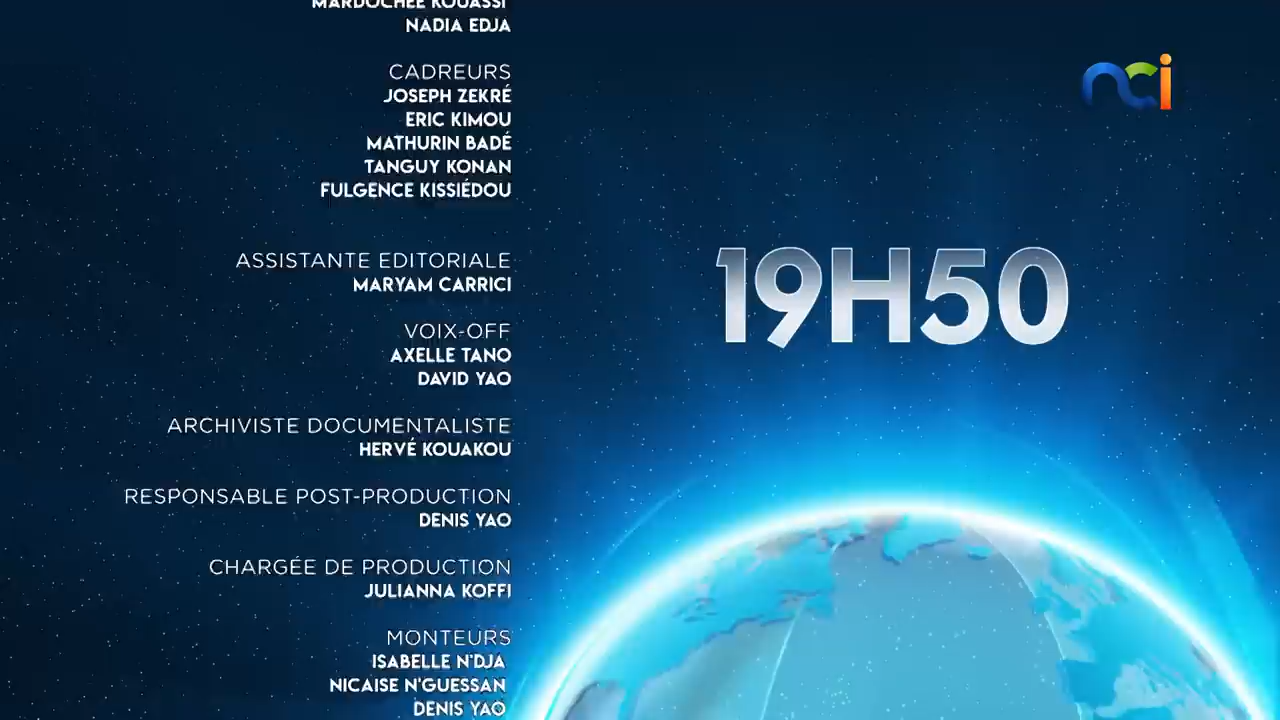 MARDOCHÉE KOUASSI
NADIA EDJA
CADREURS
JOSEPH ZEKRÉ
ERIC KIMOU
MATHURIN BADÉ
TANGUY KONAN
FULGENCE KISSIÉDOU
ASSISTANTE EDITORIALE
MARYAM CARRICI
VOIX-OFF
AXELLE TANO
DAVID YAO
ARCHIVISTE DOCUMENTALISTE
HERVÉ KOUAKOU
RESPONSABLE POST-PRODUCTION
DENIS YAO
CHARGÉE DE PRODUCTION
JULIANNA KOFFI
MONTEURS
ISABELLE N'DJA
NICAISE N'GUESSAN
DENIS YAO
nci
19H50